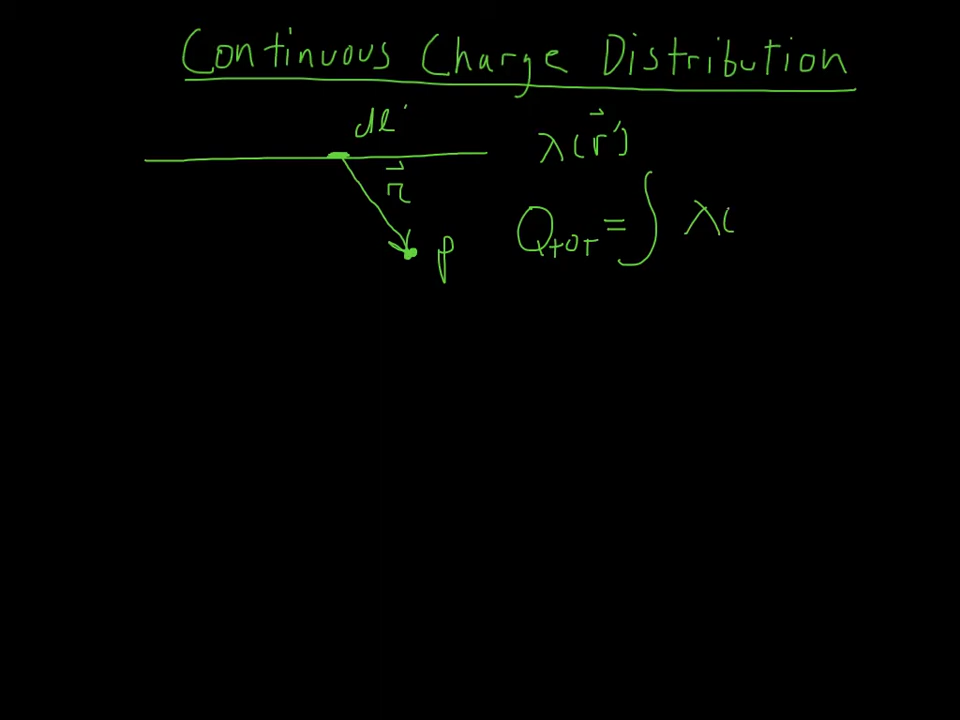 Continuous Charge Distribution
dl'
λ(r⃗')
r⃗
Q_TOT = ∫ λ(
P